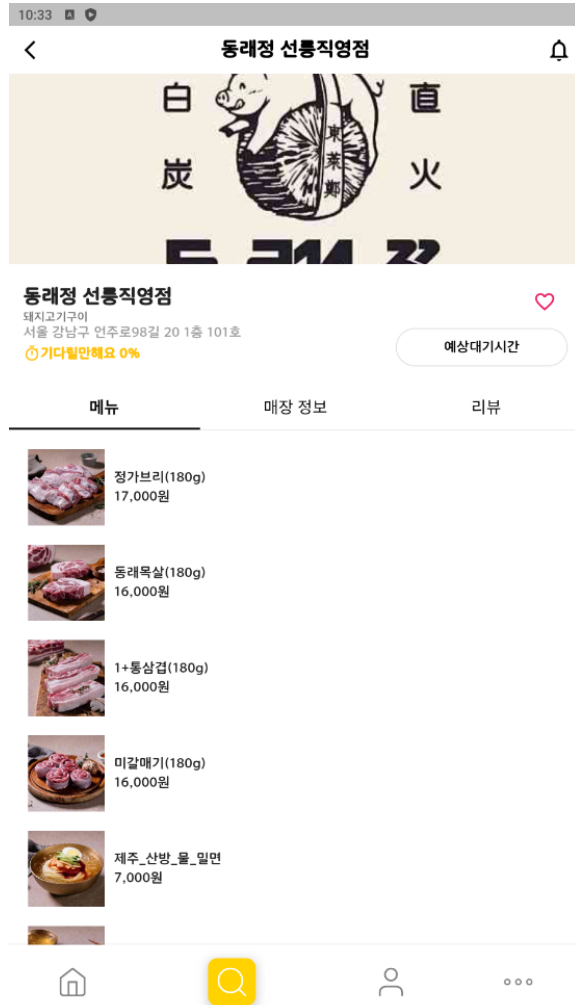 10:33
동래정 선릉직영점
白 直
東萊鄭
炭 火
동래정 선릉직영점
돼지고기구이
서울 강남구 언주로98길 20 1층 101호
기다릴만해요 0%
예상대기시간
메뉴 매장 정보 리뷰
정가브리(180g)
17,000원
동래목살(180g)
16,000원
1+통삼겹(180g)
16,000원
미갈매기(180g)
16,000원
제주_산방_물_밀면
7,000원